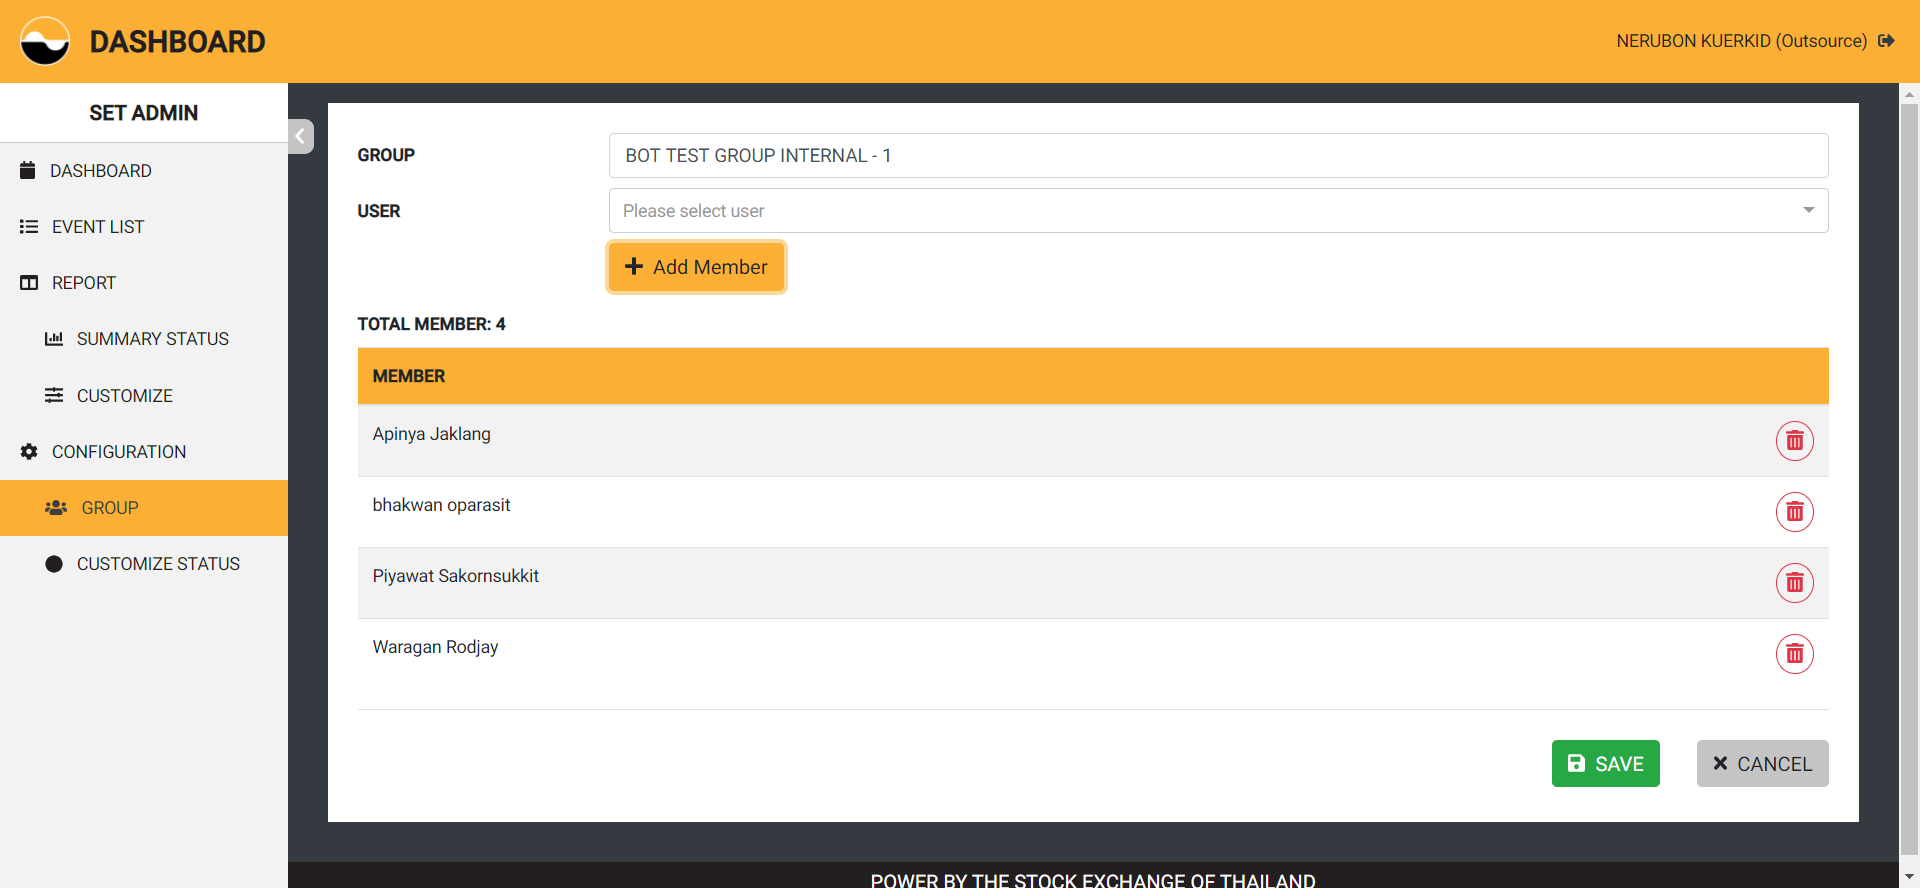 DASHBOARD
NERUBON KUERKID (Outsource)
SET ADMIN
DASHBOARD
EVENT LIST
REPORT
SUMMARY STATUS
CUSTOMIZE
CONFIGURATION
GROUP
CUSTOMIZE STATUS
GROUP
BOT TEST GROUP INTERNAL - 1
USER
Please select user
Add Member
TOTAL MEMBER: 4
MEMBER
Apinya Jaklang
bhakwan oparasit
Piyawat Sakornsukkit
Waragan Rodjay
SAVE
CANCEL
POWER BY THE STOCK EXCHANGE OF THAILAND